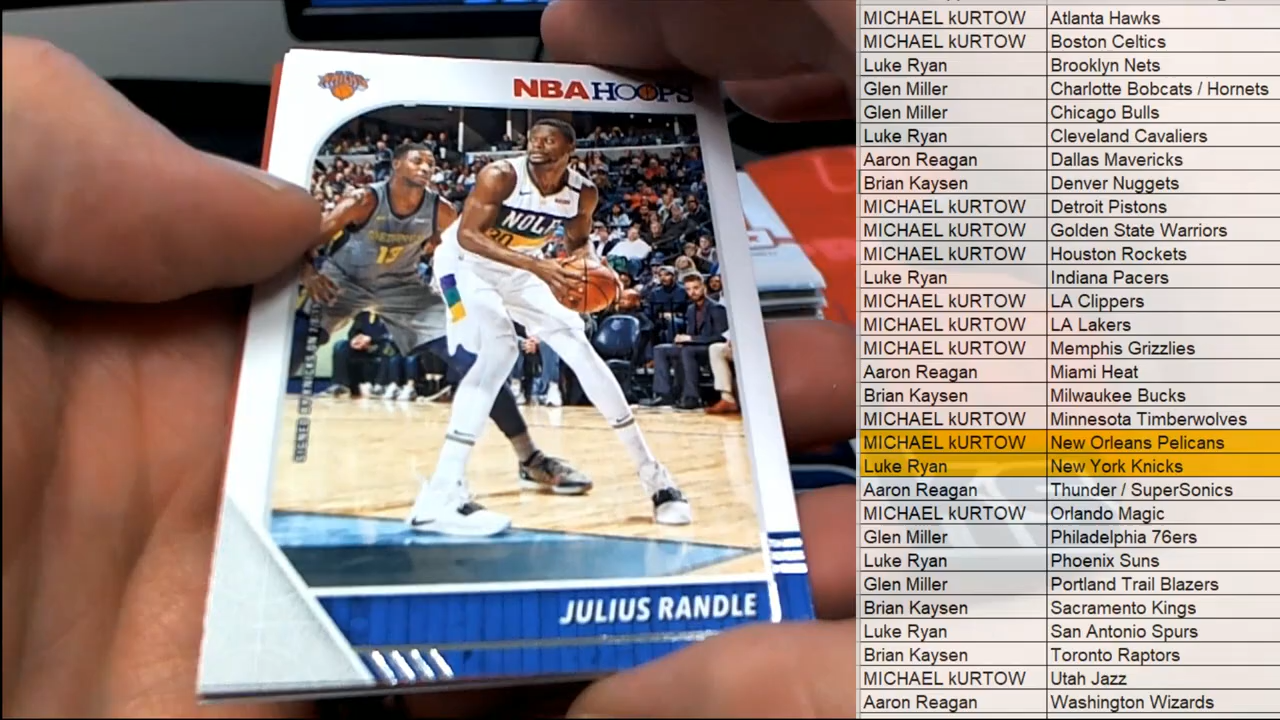 NBA HOOPS
NOLA
13
SIGNED BY KNICKS ON
JULIUS RANDLE
MICHAEL kURTOW Atlanta Hawks
MICHAEL kURTOW Boston Celtics
Luke Ryan Brooklyn Nets
Glen Miller Charlotte Bobcats / Hornets
Glen Miller Chicago Bulls
Luke Ryan Cleveland Cavaliers
Aaron Reagan Dallas Mavericks
Brian Kaysen Denver Nuggets
MICHAEL kURTOW Detroit Pistons
MICHAEL kURTOW Golden State Warriors
MICHAEL kURTOW Houston Rockets
Luke Ryan Indiana Pacers
MICHAEL kURTOW LA Clippers
MICHAEL kURTOW LA Lakers
MICHAEL kURTOW Memphis Grizzlies
Aaron Reagan Miami Heat
Brian Kaysen Milwaukee Bucks
MICHAEL kURTOW Minnesota Timberwolves
MICHAEL kURTOW New Orleans Pelicans
Luke Ryan New York Knicks
Aaron Reagan Thunder / SuperSonics
MICHAEL kURTOW Orlando Magic
Glen Miller Philadelphia 76ers
Luke Ryan Phoenix Suns
Glen Miller Portland Trail Blazers
Brian Kaysen Sacramento Kings
Luke Ryan San Antonio Spurs
Brian Kaysen Toronto Raptors
MICHAEL kURTOW Utah Jazz
Aaron Reagan Washington Wizards